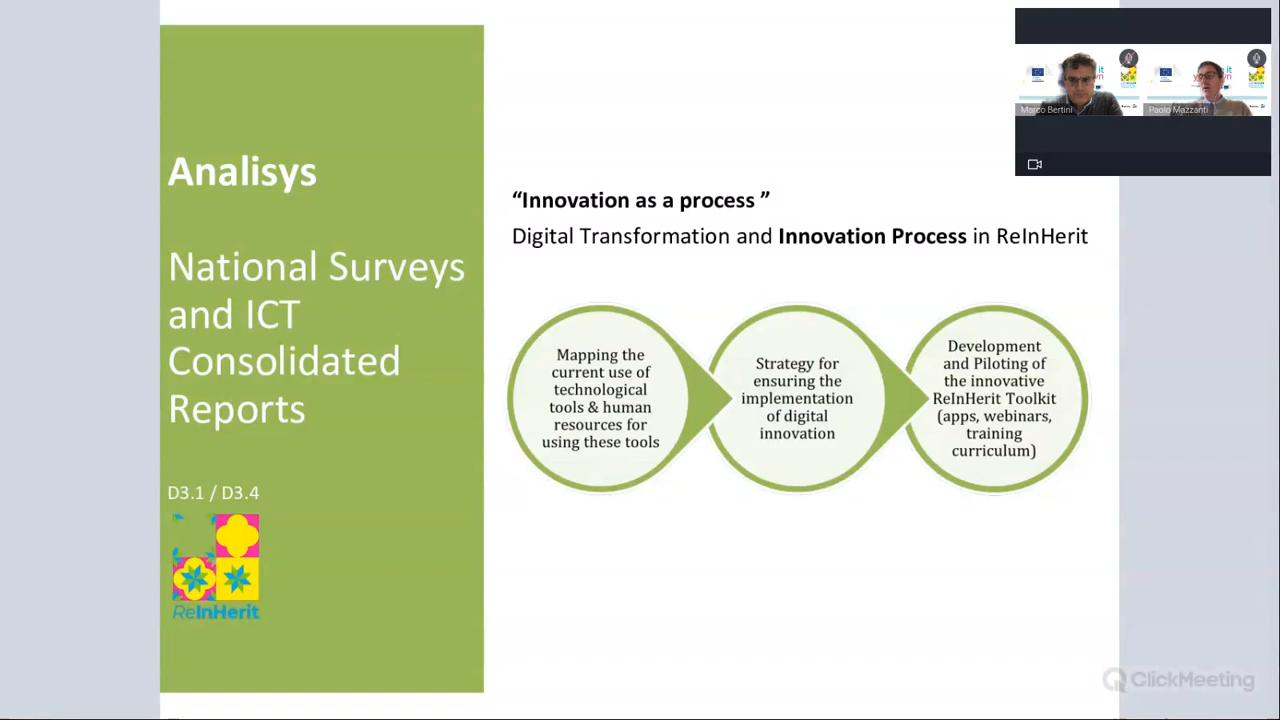 Analisys
National Surveys
and ICT
Consolidated
Reports
D3.1 / D3.4
ReInHerit
“Innovation as a process ”
Digital Transformation and Innovation Process in ReInHerit
Mapping the
current use of
technological
tools & human
resources for
using these tools
Strategy for
ensuring the
implementation
of digital
innovation
Development
and Piloting of
the innovative
ReInHerit Toolkit
(apps, webinars,
training
curriculum)
Marco Bertini
Paolo Mazzanti
ClickMeeting